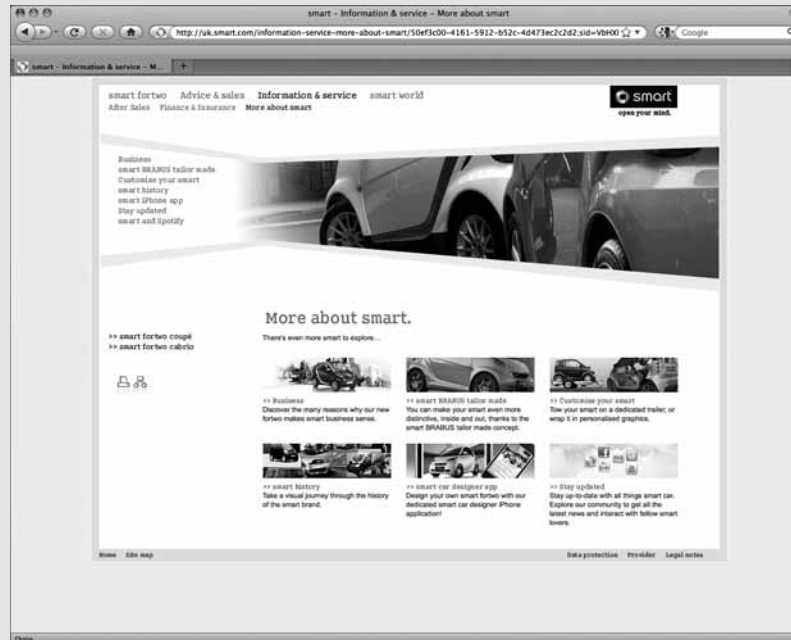 smart – Information & service – More about smart
http://uk.smart.com/information-service-more-about-smart/50ef3c00-4161-5912-b52c-4d473ec2c2d2;sid=VbHXI
Google
smart – Information & service – M...
+
smart fortwo Advice & sales Information & service smart world
After Sales Finance & Insurance More about smart
smart
open your mind.
Business
smart BRABUS tailor made
Customise your smart
smart history
smart iPhone app
Stay updated
smart and Spotify
More about smart.
There's even more smart to explore...
>> smart fortwo coupé
>> smart fortwo cabrio
>> Business
Discover the many reasons why our new
fortwo makes smart business sense.
>> smart BRABUS tailor made
You can make your smart even more
distinctive, inside and out, thanks to the
smart BRABUS tailor made concept.
>> Customise your smart
Tow your smart on a dedicated trailer, or
wrap it in personalised graphics.
>> smart history
Take a visual journey through the history
of the smart brand.
>> smart car designer app
Design your own smart fortwo with our
dedicated smart car designer iPhone
application!
>> Stay updated
Stay up-to-date with all things smart car.
Explore our community to get all the
latest news and interact with fellow smart
lovers.
Home Site map
Data protection Provider Legal notes
Done